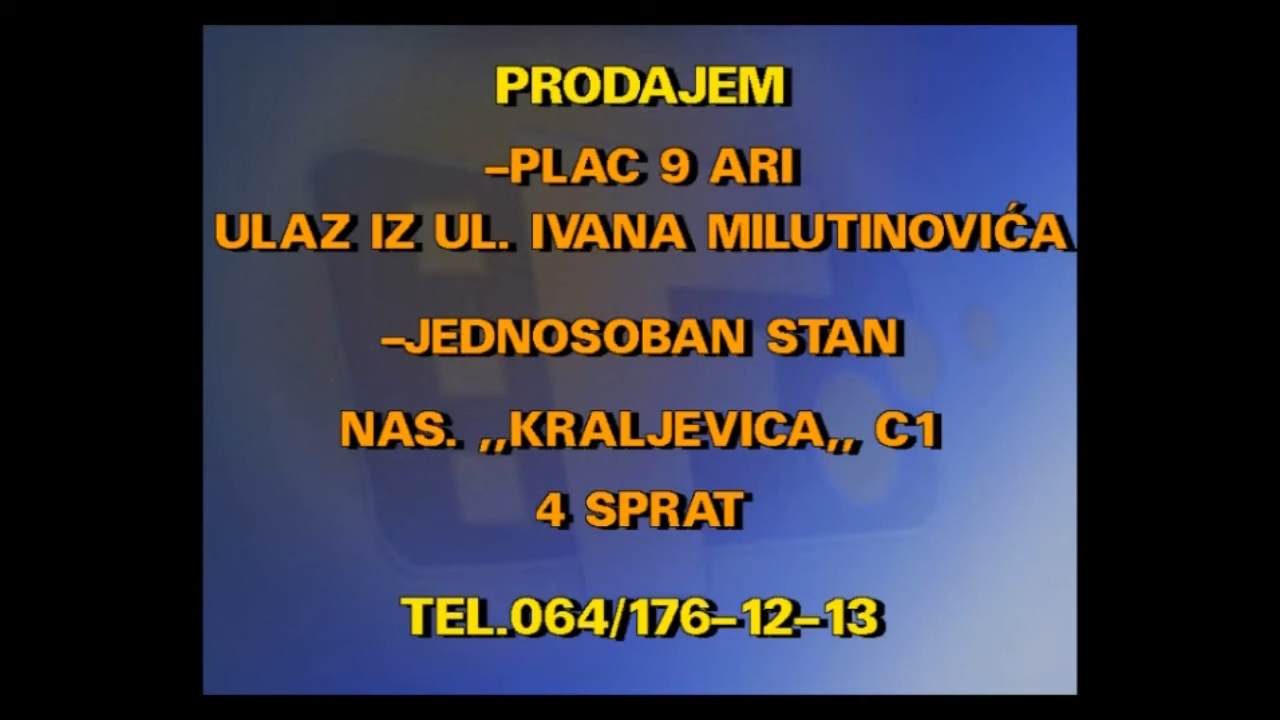 PRODAJEM
–PLAC 9 ARI
ULAZ IZ UL. IVANA MILUTINOVIĆA
–JEDNOSOBAN STAN
NAS. ,,KRALJEVICA,, C1
4 SPRAT
TEL.064/176–12–13